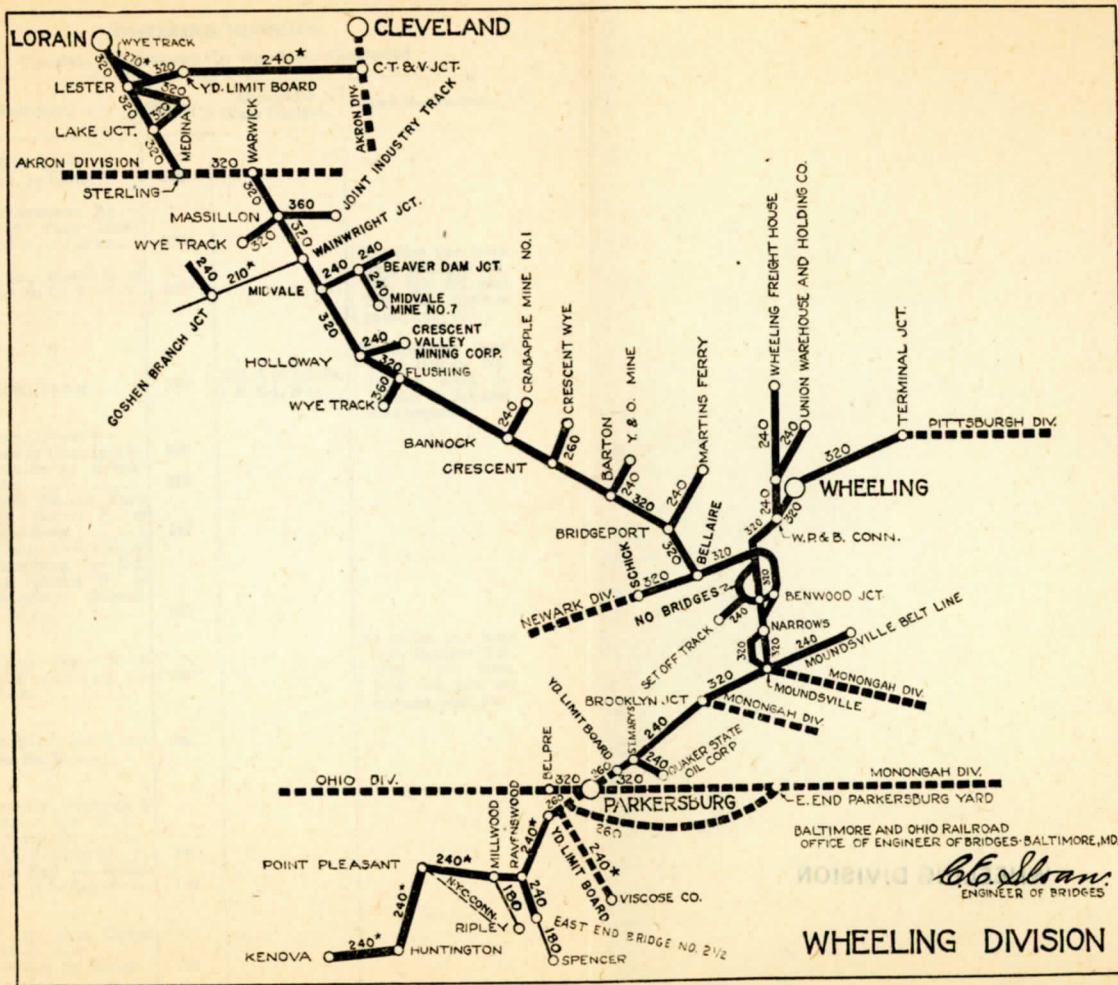 LORAIN
WYE TRACK
CLEVELAND
320
270*
320
240*
C.T. & V. JCT.
LESTER
YD. LIMIT BOARD
320
320
320
MEDINA
LAKE JCT.
320
WARWICK
AKRON DIV.
JOINT INDUSTRY TRACK
AKRON DIVISION
320
STERLING
320
MASSILLON
360
WYE TRACK
320
320
WAINWRIGHT JCT.
240
210*
240
240
BEAVER DAM JCT.
MIDVALE
240
MIDVALE
MINE NO. 7
GOSHEN BRANCH JCT
320
240
CRESCENT
VALLEY
MINING CORP.
HOLLOWAY
320
FLUSHING
360
WYE TRACK
CRABAPPLE MINE NO. 1
CRESCENT WYE
240
BANNOCK
260
CRESCENT
BARTON
Y. & O. MINE
240
320
MARTINS FERRY
240
BRIDGEPORT
320
BELLAIRE
WHEELING FREIGHT HOUSE
UNION WAREHOUSE AND HOLDING CO.
TERMINAL JCT.
PITTSBURGH DIV.
240
240
320
WHEELING
240
320
320
W.P. & B. CONN.
SCHICK
320
320
NEWARK DIV.
NO BRIDGES
320
BENWOOD JCT.
240
SET OFF TRACK
NARROWS
320
320
240
MOUNDSVILLE BELT LINE
MOUNDSVILLE
MONONGAH DIV.
BROOKLYN JCT
320
MONONGAH DIV.
YD. LIMIT BOARD
ST. MARYS
240
240
QUAKER STATE
OIL CORP.
BELPRE
OHIO DIV.
320
260
320
MONONGAH DIV.
PARKERSBURG
E. END PARKERSBURG YARD
260
260
YD. LIMIT BOARD
240*
VISCOSE CO.
MILLWOOD
RAVENSWOOD
240*
POINT PLEASANT
240*
N.Y.C. CONN.
180
RIPLEY
240
EAST END BRIDGE NO. 2 1/2
180
SPENCER
240*
KENOVA
240*
HUNTINGTON
BALTIMORE AND OHIO RAILROAD
OFFICE OF ENGINEER OF BRIDGES-BALTIMORE, MD
C.E. Sloan.
ENGINEER OF BRIDGES
WHEELING DIVISION